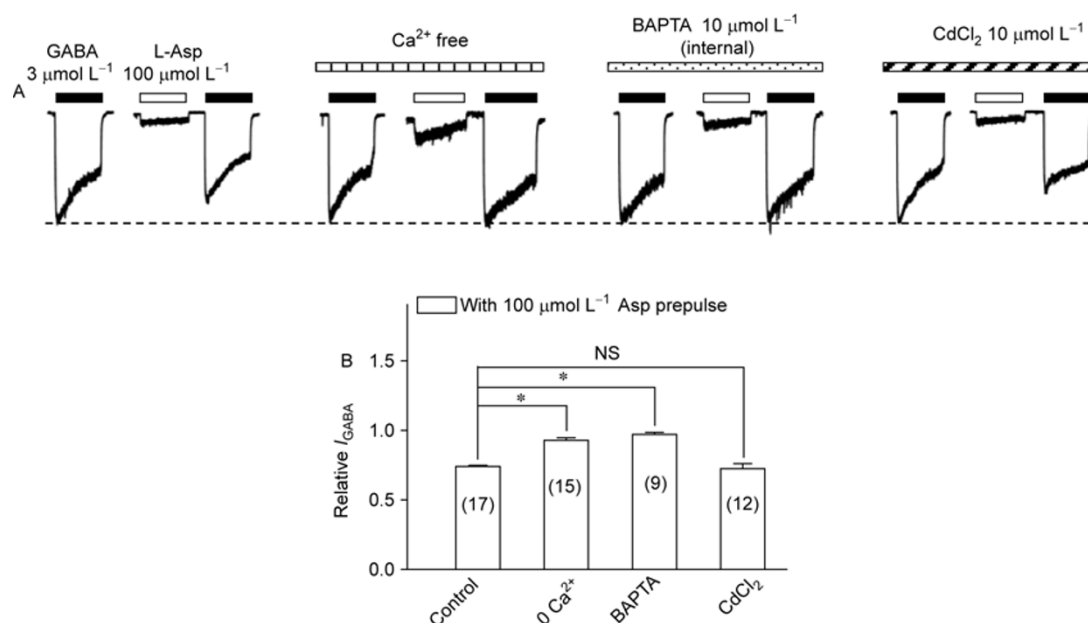 GABA
3 μmol L⁻¹
L-Asp
100 μmol L⁻¹
Ca²⁺ free
BAPTA 10 μmol L⁻¹
(internal)
CdCl₂ 10 μmol L⁻¹
A
B
With 100 μmol L⁻¹ Asp prepulse
NS
*
*
Relative I_GABA
1.5
1.0
0.5
0.0
(17)
(15)
(9)
(12)
Control
0 Ca²⁺
BAPTA
CdCl₂